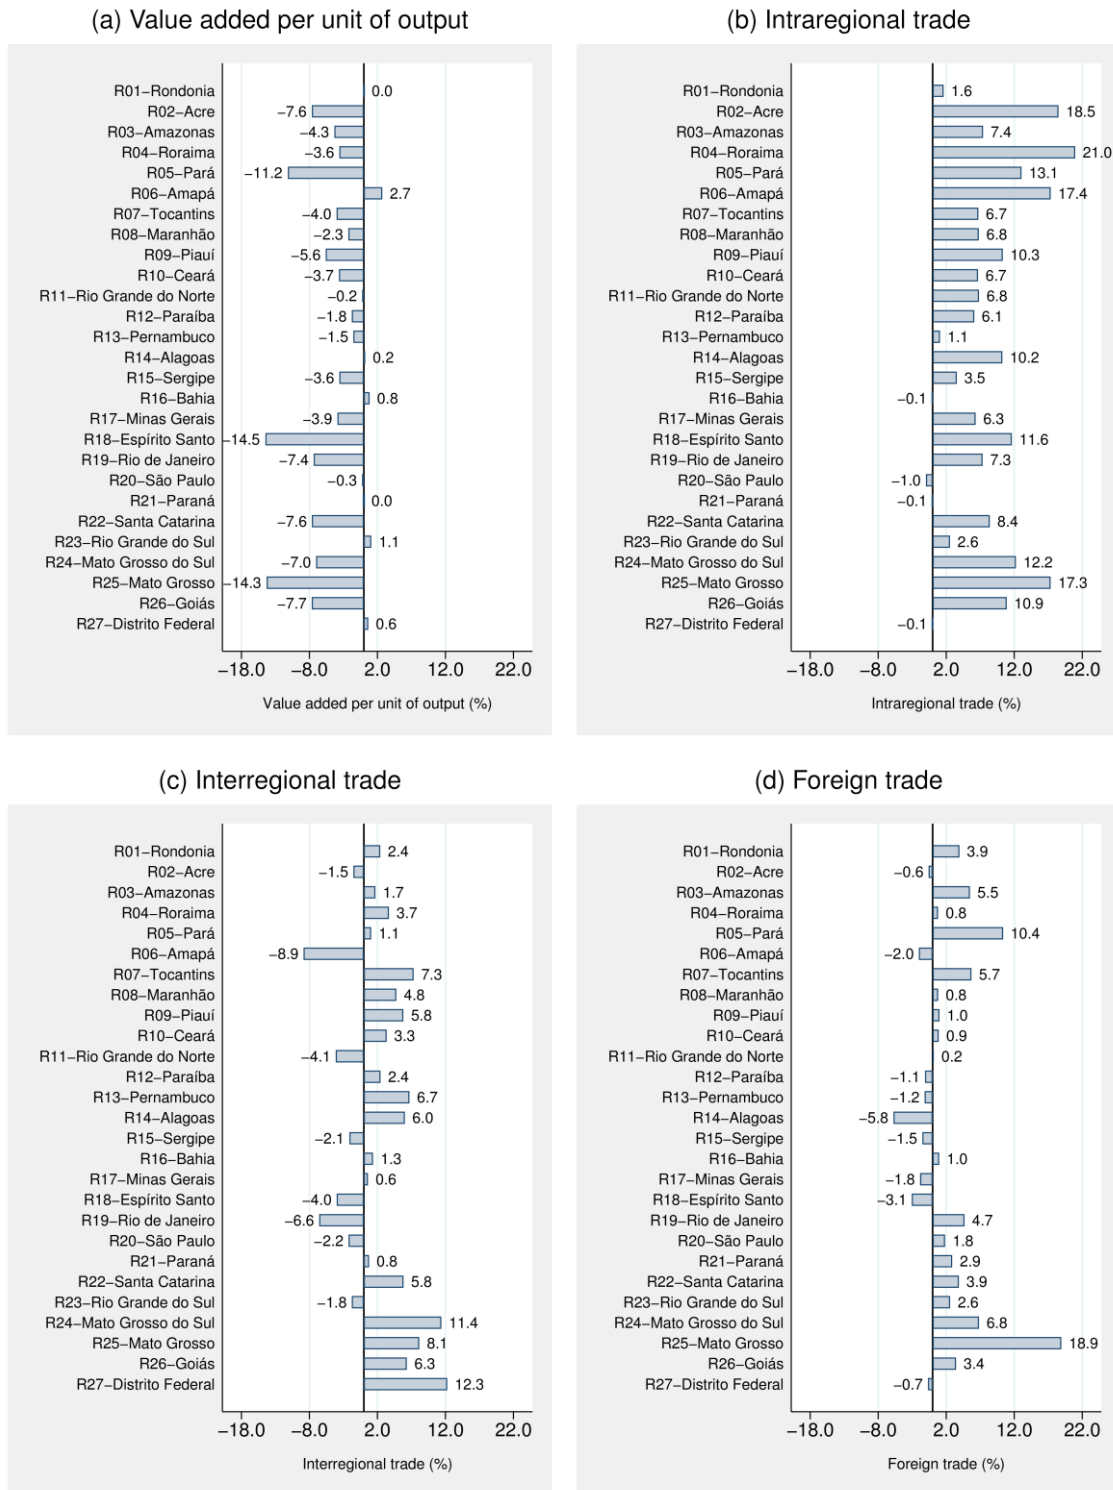 (a) Value added per unit of output
R01−Rondonia 0.0
R02−Acre −7.6
R03−Amazonas −4.3
R04−Roraima −3.6
R05−Pará −11.2
R06−Amapá 2.7
R07−Tocantins −4.0
R08−Maranhão −2.3
R09−Piauí −5.6
R10−Ceará −3.7
R11−Rio Grande do Norte −0.2
R12−Paraíba −1.8
R13−Pernambuco −1.5
R14−Alagoas 0.2
R15−Sergipe −3.6
R16−Bahia 0.8
R17−Minas Gerais −3.9
R18−Espírito Santo −14.5
R19−Rio de Janeiro −7.4
R20−São Paulo −0.3
R21−Paraná 0.0
R22−Santa Catarina −7.6
R23−Rio Grande do Sul 1.1
R24−Mato Grosso do Sul −7.0
R25−Mato Grosso −14.3
R26−Goiás −7.7
R27−Distrito Federal 0.6
−18.0 −8.0 2.0 12.0 22.0
Value added per unit of output (%)
(b) Intraregional trade
R01−Rondonia 1.6
R02−Acre 18.5
R03−Amazonas 7.4
R04−Roraima 21.0
R05−Pará 13.1
R06−Amapá 17.4
R07−Tocantins 6.7
R08−Maranhão 6.8
R09−Piauí 10.3
R10−Ceará 6.7
R11−Rio Grande do Norte 6.8
R12−Paraíba 6.1
R13−Pernambuco 1.1
R14−Alagoas 10.2
R15−Sergipe 3.5
R16−Bahia −0.1
R17−Minas Gerais 6.3
R18−Espírito Santo 11.6
R19−Rio de Janeiro 7.3
R20−São Paulo −1.0
R21−Paraná −0.1
R22−Santa Catarina 8.4
R23−Rio Grande do Sul 2.6
R24−Mato Grosso do Sul 12.2
R25−Mato Grosso 17.3
R26−Goiás 10.9
R27−Distrito Federal −0.1
−18.0 −8.0 2.0 12.0 22.0
Intraregional trade (%)
(c) Interregional trade
R01−Rondonia 2.4
R02−Acre −1.5
R03−Amazonas 1.7
R04−Roraima 3.7
R05−Pará 1.1
R06−Amapá −8.9
R07−Tocantins 7.3
R08−Maranhão 4.8
R09−Piauí 5.8
R10−Ceará 3.3
R11−Rio Grande do Norte −4.1
R12−Paraíba 2.4
R13−Pernambuco 6.7
R14−Alagoas 6.0
R15−Sergipe −2.1
R16−Bahia 1.3
R17−Minas Gerais 0.6
R18−Espírito Santo −4.0
R19−Rio de Janeiro −6.6
R20−São Paulo −2.2
R21−Paraná 0.8
R22−Santa Catarina 5.8
R23−Rio Grande do Sul −1.8
R24−Mato Grosso do Sul 11.4
R25−Mato Grosso 8.1
R26−Goiás 6.3
R27−Distrito Federal 12.3
−18.0 −8.0 2.0 12.0 22.0
Interregional trade (%)
(d) Foreign trade
R01−Rondonia 3.9
R02−Acre −0.6
R03−Amazonas 5.5
R04−Roraima 0.8
R05−Pará 10.4
R06−Amapá −2.0
R07−Tocantins 5.7
R08−Maranhão 0.8
R09−Piauí 1.0
R10−Ceará 0.9
R11−Rio Grande do Norte 0.2
R12−Paraíba −1.1
R13−Pernambuco −1.2
R14−Alagoas −5.8
R15−Sergipe −1.5
R16−Bahia 1.0
R17−Minas Gerais −1.8
R18−Espírito Santo −3.1
R19−Rio de Janeiro 4.7
R20−São Paulo 1.8
R21−Paraná 2.9
R22−Santa Catarina 3.9
R23−Rio Grande do Sul 2.6
R24−Mato Grosso do Sul 6.8
R25−Mato Grosso 18.9
R26−Goiás 3.4
R27−Distrito Federal −0.7
−18.0 −8.0 2.0 12.0 22.0
Foreign trade (%)